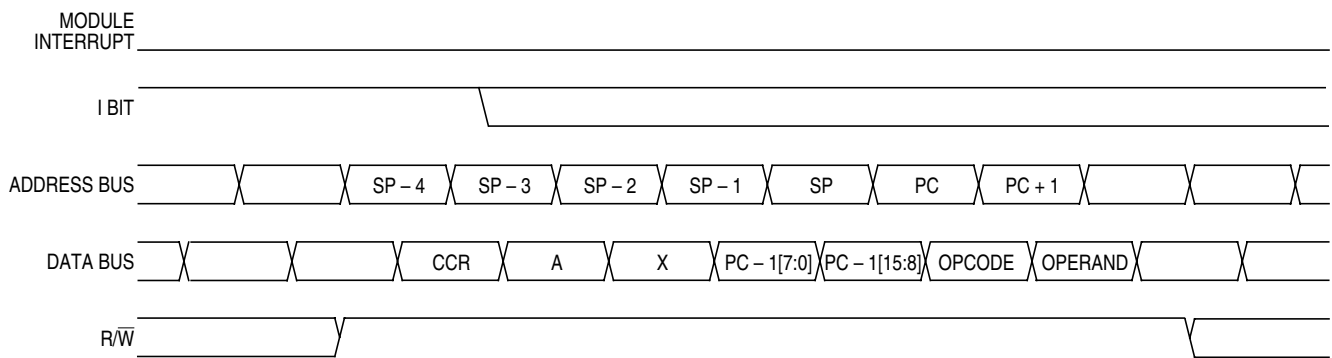 MODULE
INTERRUPT
I BIT
ADDRESS BUS SP – 4 SP – 3 SP – 2 SP – 1 SP PC PC + 1
DATA BUS CCR A X PC – 1[7:0] PC – 1[15:8] OPCODE OPERAND
R/W̅